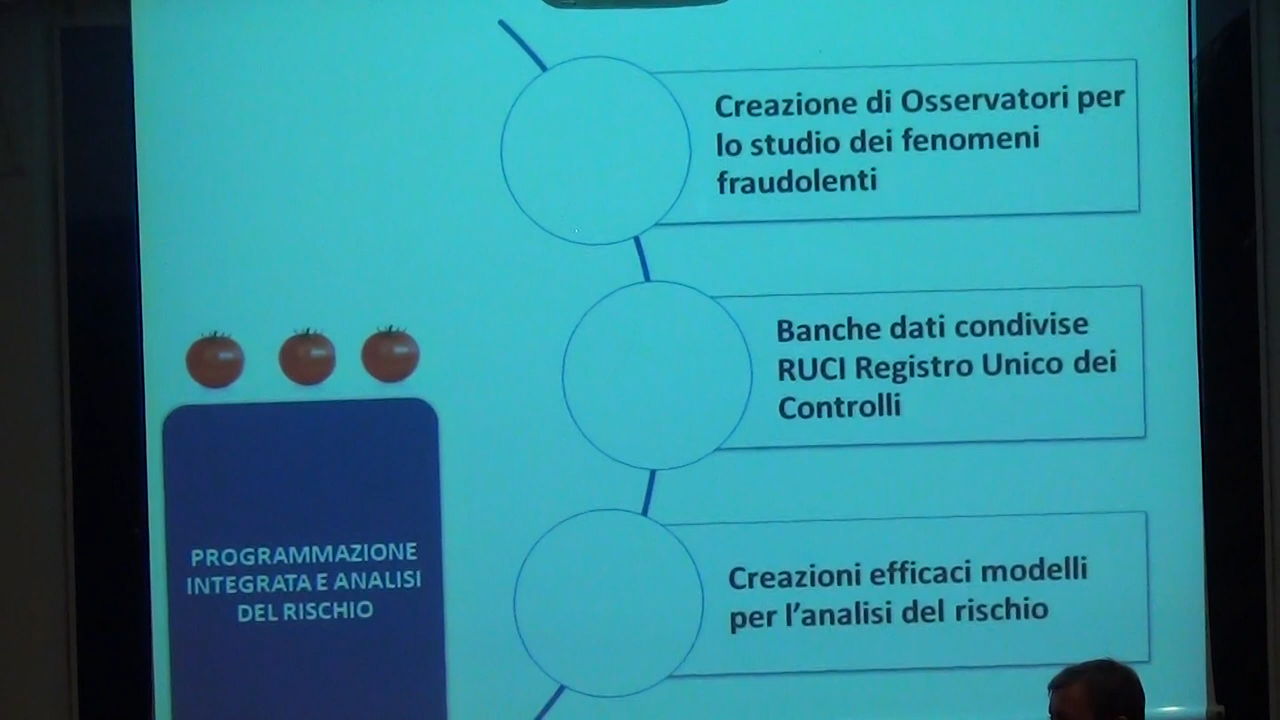 Creazione di Osservatori per
lo studio dei fenomeni
fraudolenti
Banche dati condivise
RUCI Registro Unico dei
Controlli
PROGRAMMAZIONE
INTEGRATA E ANALISI
DEL RISCHIO
Creazioni efficaci modelli
per l'analisi del rischio